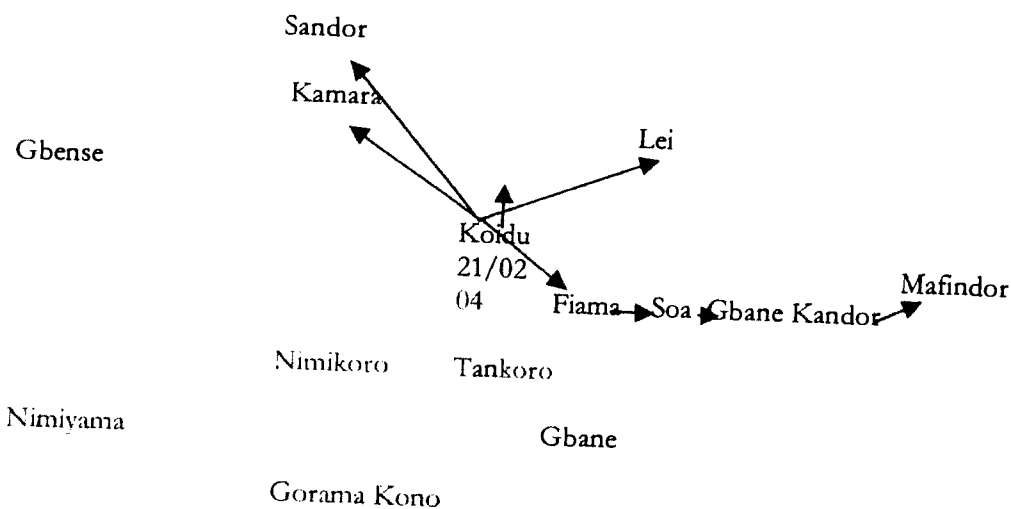 Sandor
Kamara
Gbense
Lei
Koidu
21/02
04
Mafindor
Fiama
Soa
Gbane Kandor
Nimikoro
Tankoro
Nimiyama
Gbane
Gorama Kono